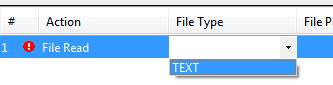 # Action File Type File P
1 File Read
TEXT